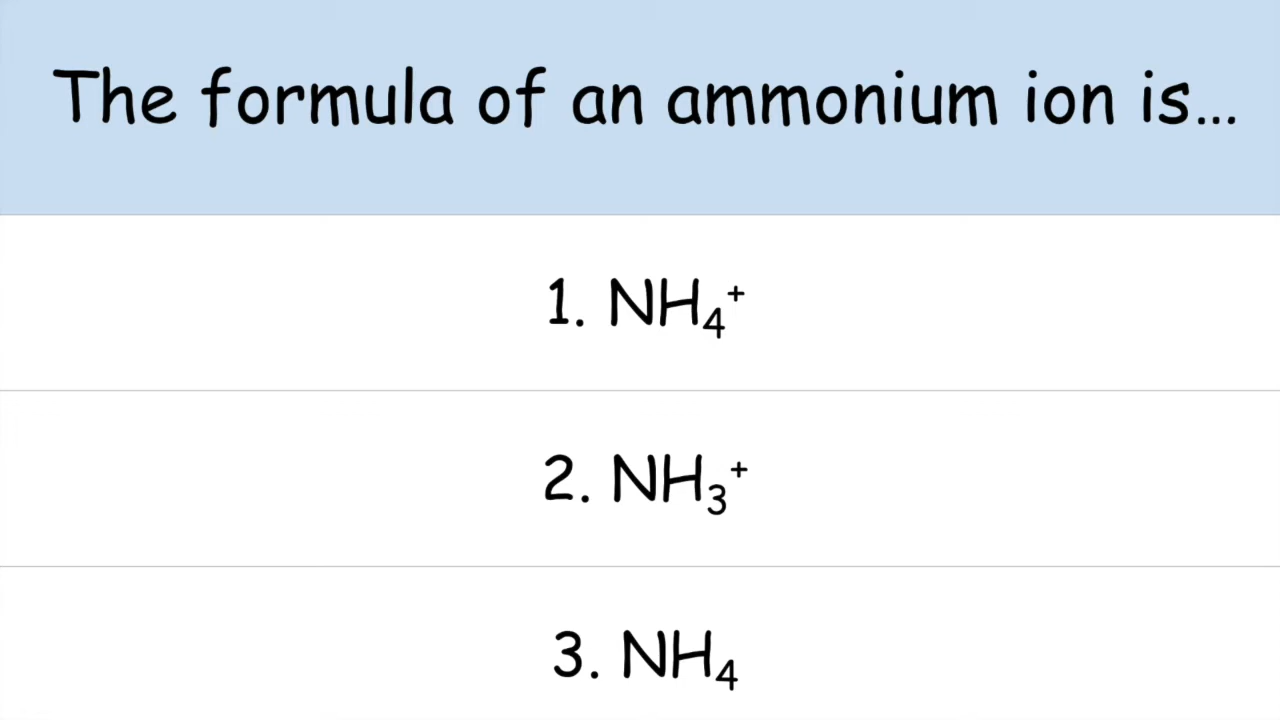 The formula of an ammonium ion is...
1. NH₄⁺
2. NH₃⁺
3. NH₄